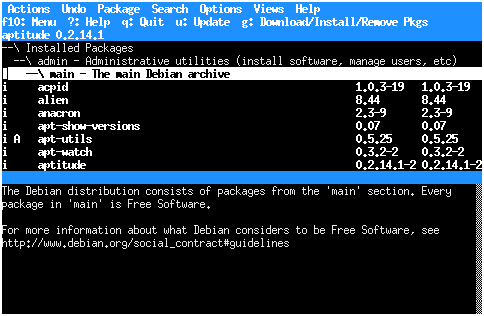 Actions Undo Package Search Options Views Help
f10: Menu ?: Help q: Quit u: Update g: Download/Install/Remove Pkgs
aptitude 0.2.14.1
--\ Installed Packages
--\ admin - Administrative utilities (install software, manage users, etc)
--\ main - The main Debian archive
i acpid 1.0.3-19 1.0.3-19
i alien 8.44 8.44
i anacron 2.3-9 2.3-9
i apt-show-versions 0.07 0.07
i A apt-utils 0.5.25 0.5.25
i apt-watch 0.3.2-2 0.3.2-2
i aptitude 0.2.14.1-2 0.2.14.1-2
The Debian distribution consists of packages from the 'main' section. Every
package in 'main' is Free Software.
For more information about what Debian considers to be Free Software, see
http://www.debian.org/social_contract#guidelines